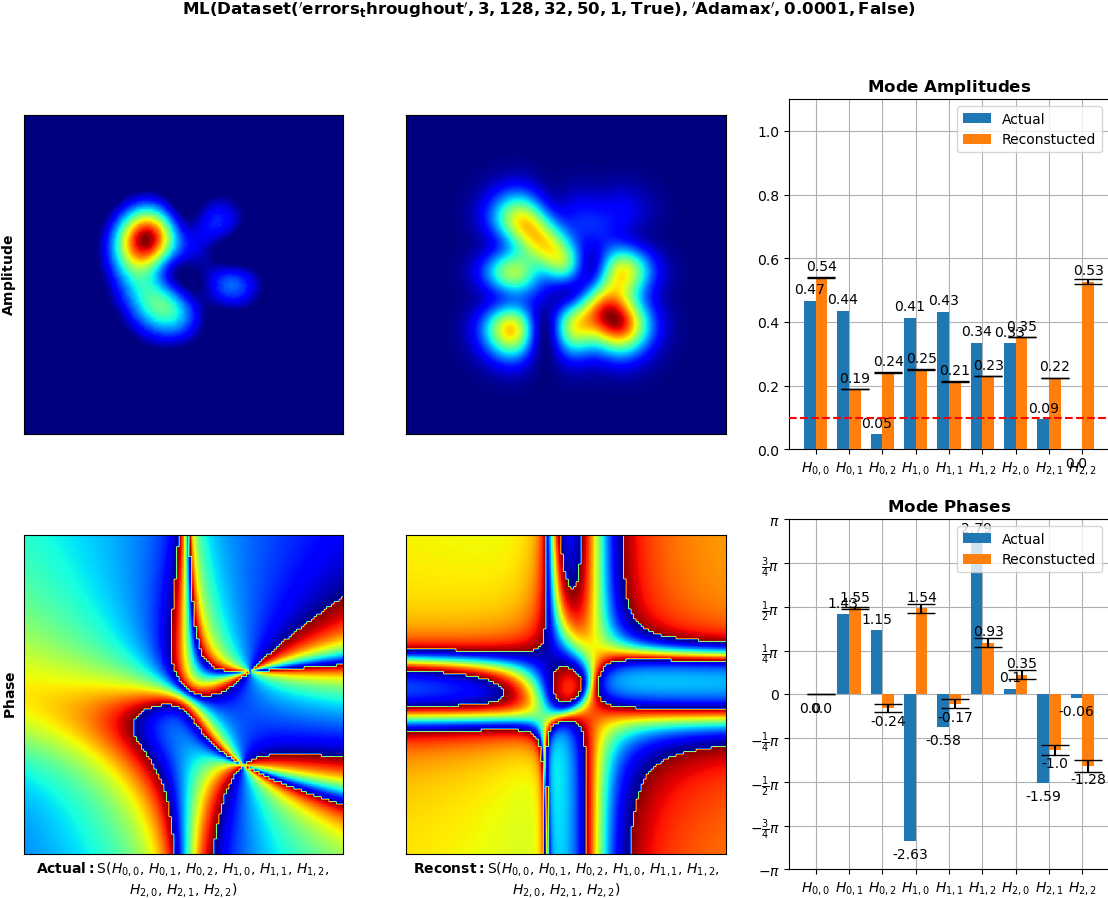 ML(Dataset('errors_throughout', 3, 128, 32, 50, 1, True), 'Adamax', 0.0001, False)
Amplitude
Mode Amplitudes
Actual
Reconstucted
1.0
0.8
0.6
0.4
0.2
0.0
0.47 0.44 0.05 0.41 0.43 0.34 0.33 0.09 0.0
0.54 0.19 0.24 0.25 0.21 0.23 0.35 0.22 0.53
H0,0 H0,1 H0,2 H1,0 H1,1 H1,2 H2,0 H2,1 H2,2
Phase
Mode Phases
Actual
Reconstucted
π
3/4π
1/2π
1/4π
0
−1/4π
−1/2π
−3/4π
−π
0.0 1.15 -2.63 -0.58 2.79 -1.59 -0.06
0.0 1.55 -0.24 1.54 -0.17 0.93 0.35 -1.0 -1.28
H0,0 H0,1 H0,2 H1,0 H1,1 H1,2 H2,0 H2,1 H2,2
Actual: S(H0,0, H0,1, H0,2, H1,0, H1,1, H1,2,
H2,0, H2,1, H2,2)
Reconst: S(H0,0, H0,1, H0,2, H1,0, H1,1, H1,2,
H2,0, H2,1, H2,2)